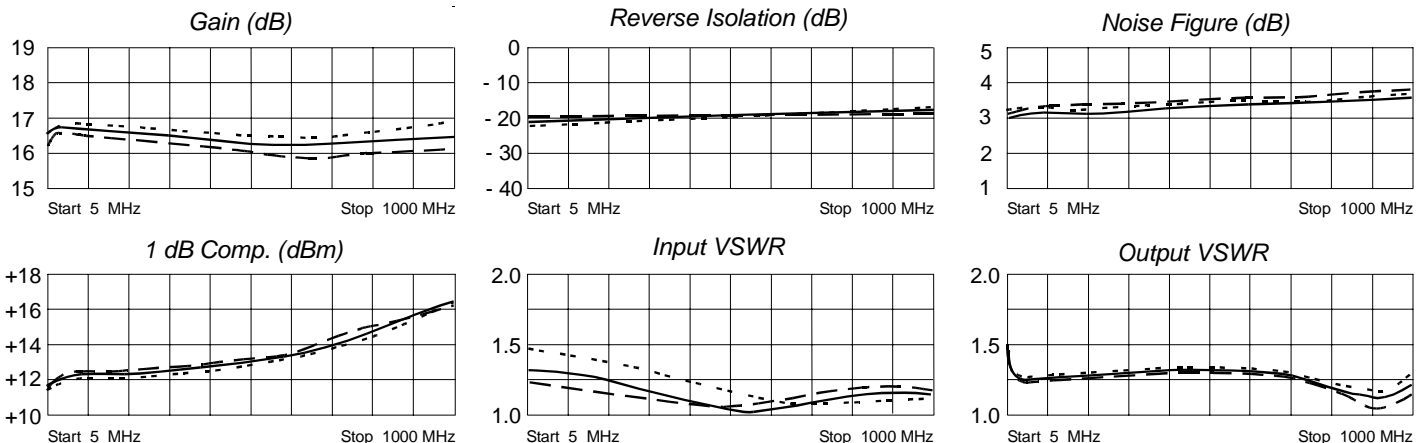 Gain (dB)
19
18
17
16
15
Start 5 MHz
Stop 1000 MHz
Reverse Isolation (dB)
0
- 10
- 20
- 30
- 40
Start 5 MHz
Stop 1000 MHz
Noise Figure (dB)
5
4
3
2
1
Start 5 MHz
Stop 1000 MHz
1 dB Comp. (dBm)
+18
+16
+14
+12
+10
Start 5 MHz
Stop 1000 MHz
Input VSWR
2.0
1.5
1.0
Start 5 MHz
Stop 1000 MHz
Output VSWR
2.0
1.5
1.0
Start 5 MHz
Stop 1000 MHz